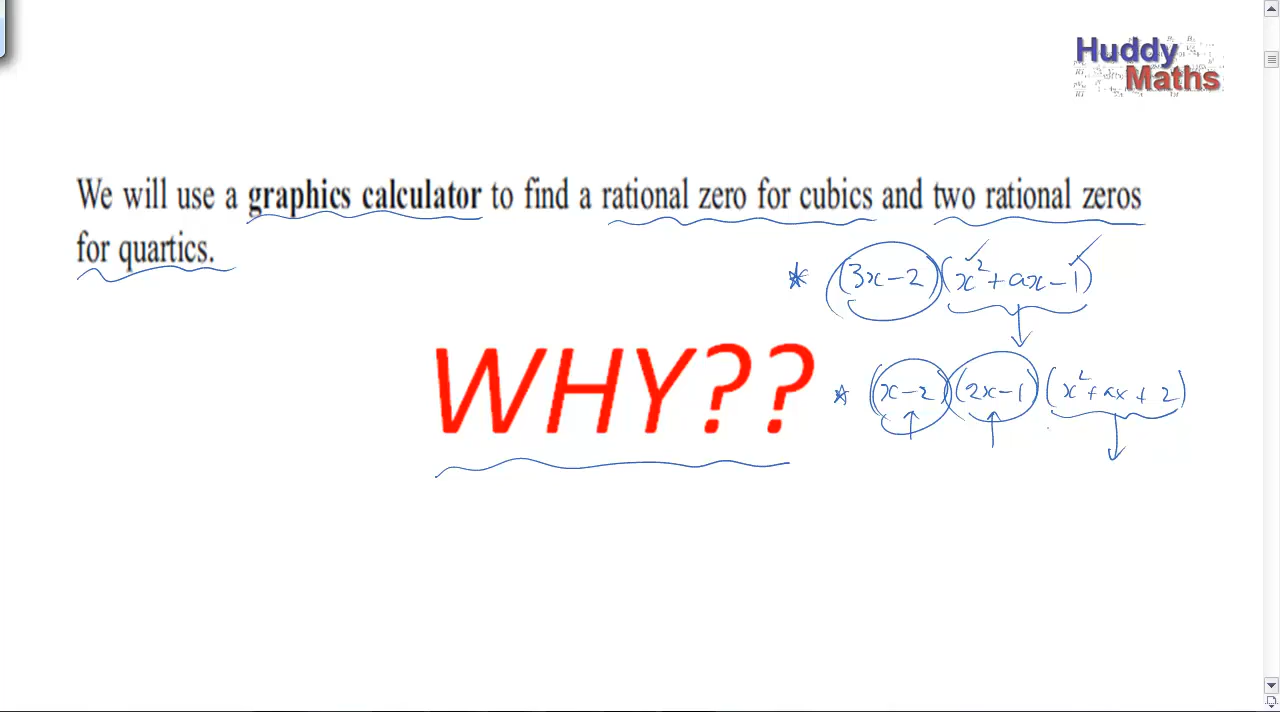 Huddy
Maths
We will use a graphics calculator to find a rational zero for cubics and two rational zeros
for quartics.
* (3x-2)(x²+ax-1)
WHY??
* (x-2)(2x-1)(x²+ax+2)